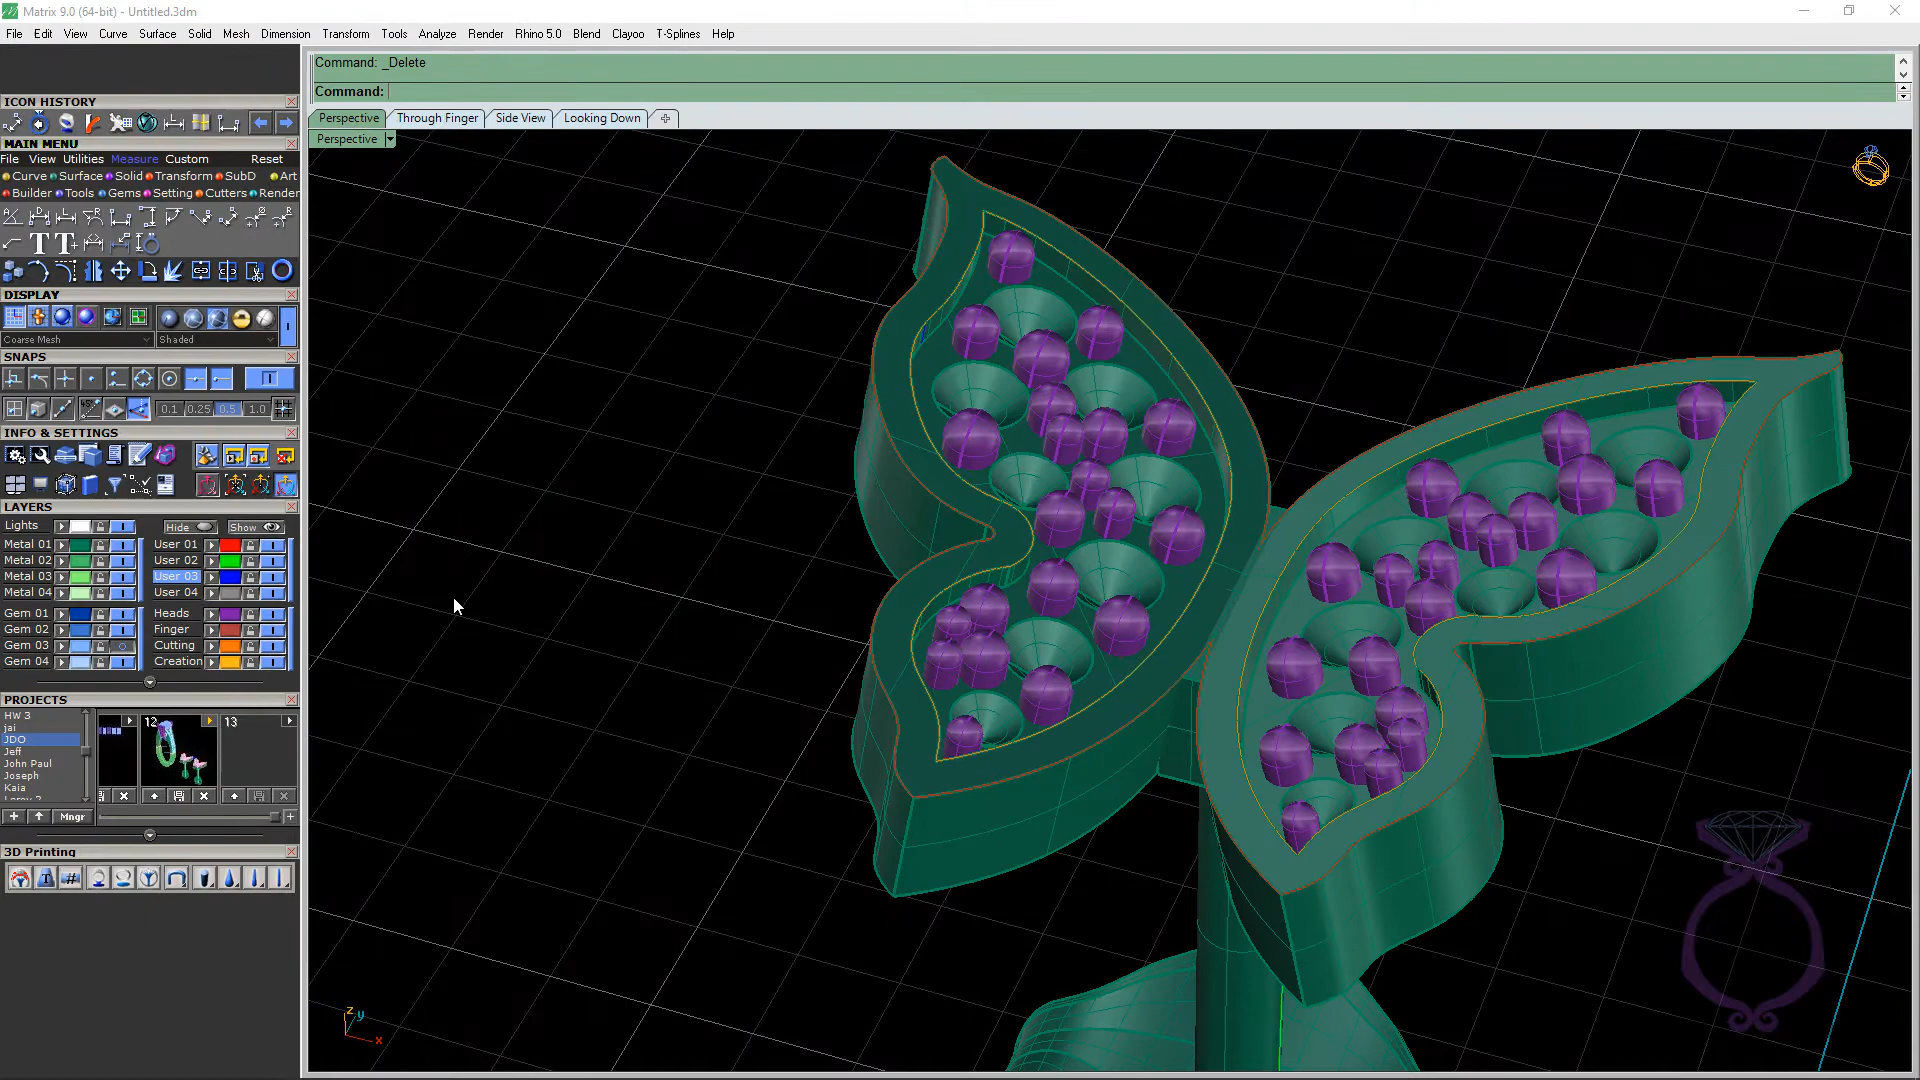 Matrix 9.0 (64-bit) - Untitled.3dm
File Edit View Curve Surface Solid Mesh Dimension Transform Tools Analyze Render Rhino 5.0 Blend Clayoo T-Splines Help
Command: _Delete
Command:
Perspective Through Finger Side View Looking Down
Perspective
ICON HISTORY
MAIN MENU
File View Utilities Measure Custom Reset
Curve Surface Solid Transform SubD Art
Builder Tools Gems Setting Cutters Render
DISPLAY
Coarse Mesh Shaded
SNAPS
0.1 0.25 0.5 1.0
INFO & SETTINGS
LAYERS
Lights Hide Show
Metal 01 User 01
Metal 02 User 02
Metal 03 User 03
Metal 04 User 04
Gem 01 Heads
Gem 02 Finger
Gem 03 Cutting
Gem 04 Creation
PROJECTS
HW 3
jai
JDO
Jeff
John Paul
Joseph
Kaia
12 13
Mngr
3D Printing
z y x